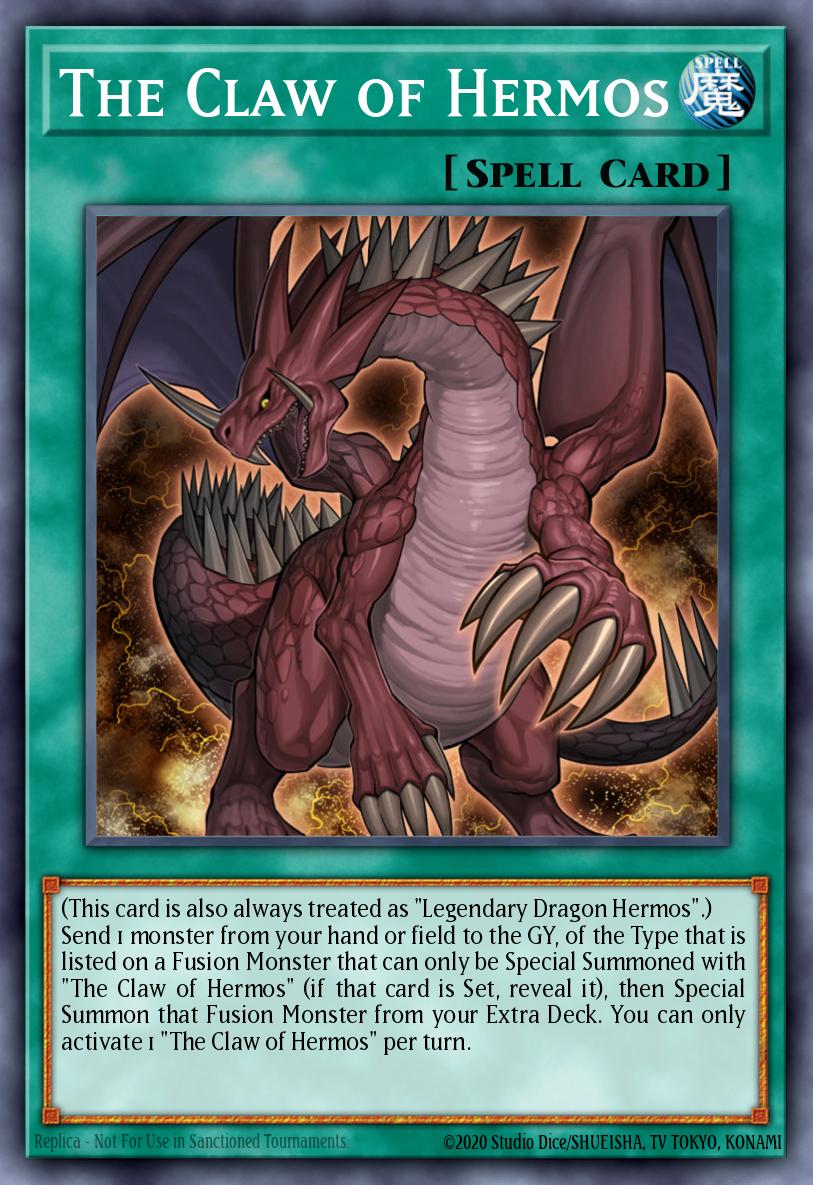 The Claw of Hermos
SPELL
魔
[Spell Card]
(This card is also always treated as "Legendary Dragon Hermos".)
Send 1 monster from your hand or field to the GY, of the Type that is
listed on a Fusion Monster that can only be Special Summoned with
"The Claw of Hermos" (if that card is Set, reveal it), then Special
Summon that Fusion Monster from your Extra Deck. You can only
activate 1 "The Claw of Hermos" per turn.
Replica - Not For Use in Sanctioned Tournaments.
©2020 Studio Dice/SHUEISHA, TV TOKYO, KONAMI